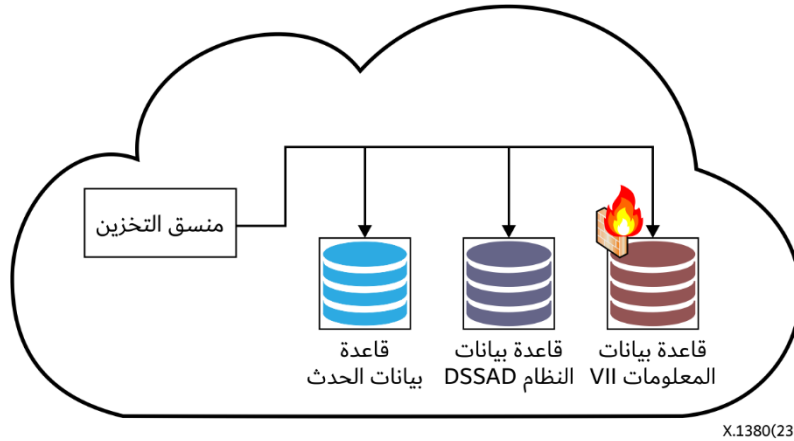 منسق التخزين
قاعدة
بيانات الحدث
قاعدة بيانات
النظام DSSAD
قاعدة بيانات
المعلومات VII
X.1380(23